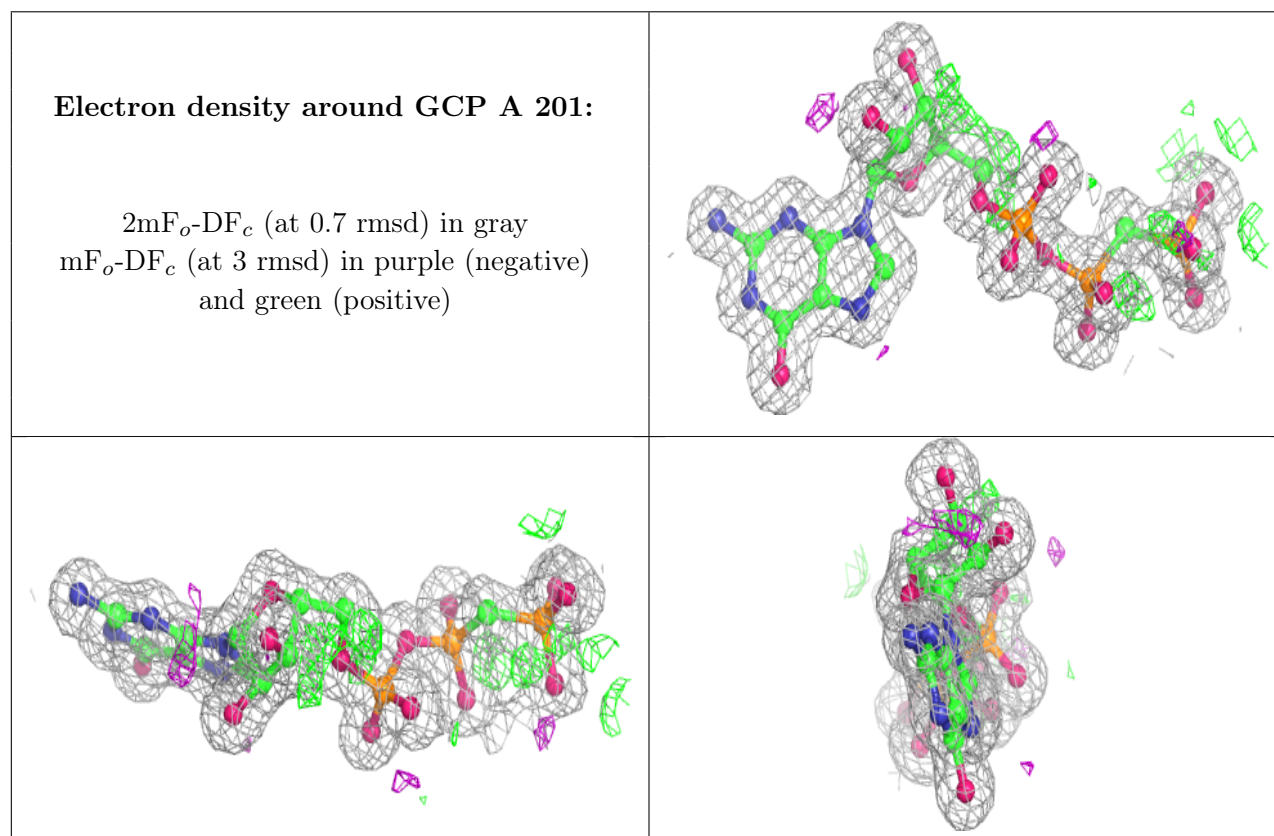 Electron density around GCP A 201:
2mFo-DFc (at 0.7 rmsd) in gray
mFo-DFc (at 3 rmsd) in purple (negative)
and green (positive)